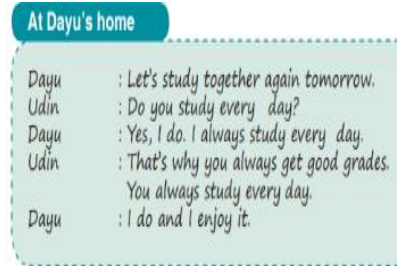 At Dayu's home
Dayu : Let's study together again tomorrow.
Udin : Do you study every day?
Dayu : Yes, I do. I always study every day.
Udin : That's why you always get good grades.
You always study every day.
Dayu : I do and I enjoy it.